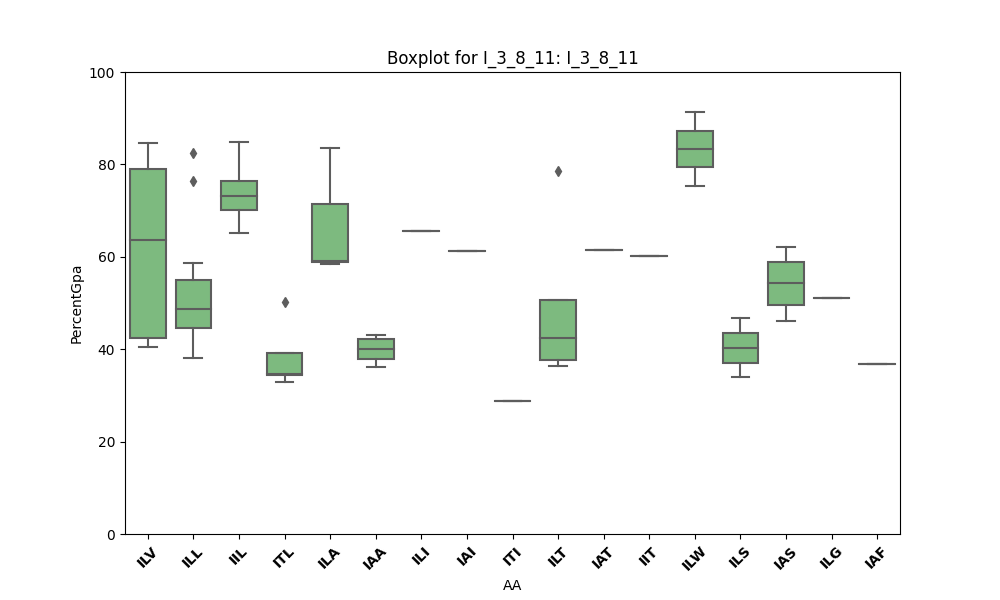 Boxplot for I_3_8_11: I_3_8_11
100
80
60
40
20
0
PercentGpa
ILV ILL IIL ITL ILA IAA ILI IAI ITI ILT IAT IIT ILW ILS IAS ILG IAF
AA